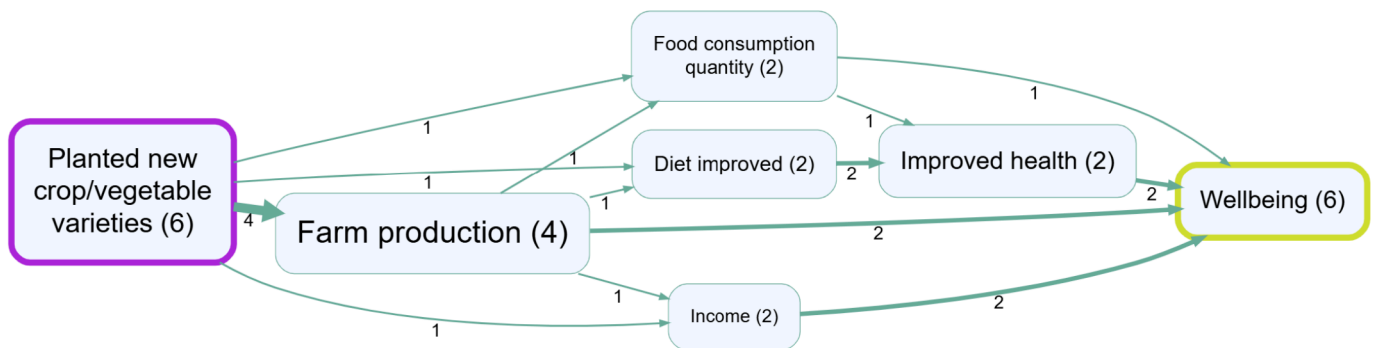 Planted new
crop/vegetable
varieties (6)
1
1
4
1
Farm production (4)
1
1
2
1
Food consumption
quantity (2)
1
1
Diet improved (2)
2
Improved health (2)
2
Income (2)
2
Wellbeing (6)